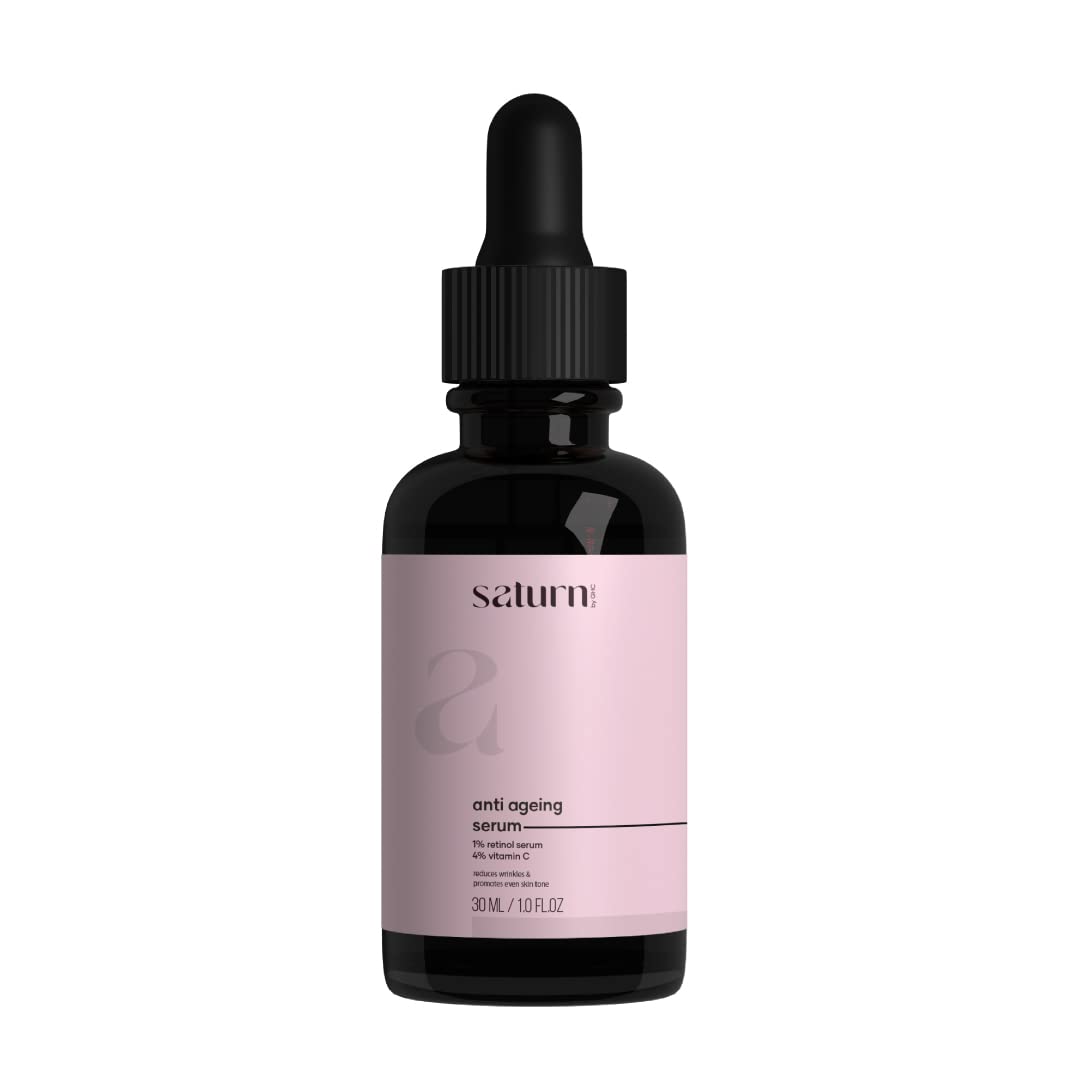 saturn
by GHC
a
anti ageing
serum
1% retinol serum
4% vitamin C
reduces wrinkles &
promotes even skin tone
30 ML / 1.0 FL.OZ